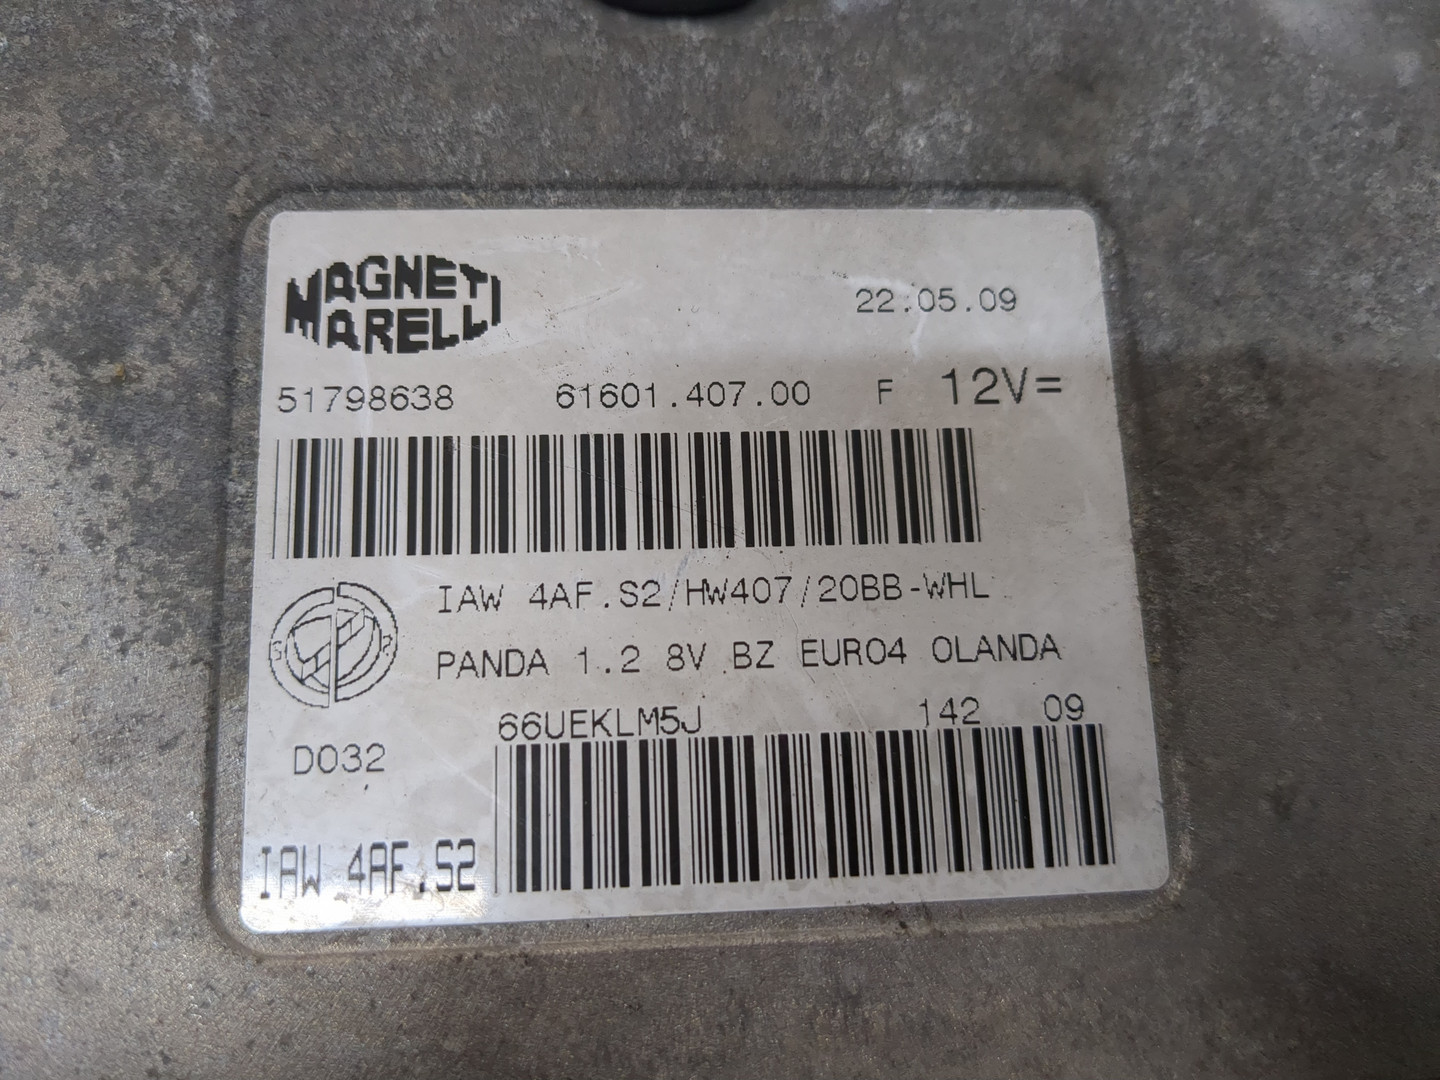 MAGNETI
MARELLI
22.05.09
51798638 61601.407.00 F 12V=
IAW 4AF.S2/HW407/20BB-WHL
PANDA 1.2 8V BZ EURO4 OLANDA
66UEKLM5J 142 09
D032
IAW 4AF.S2